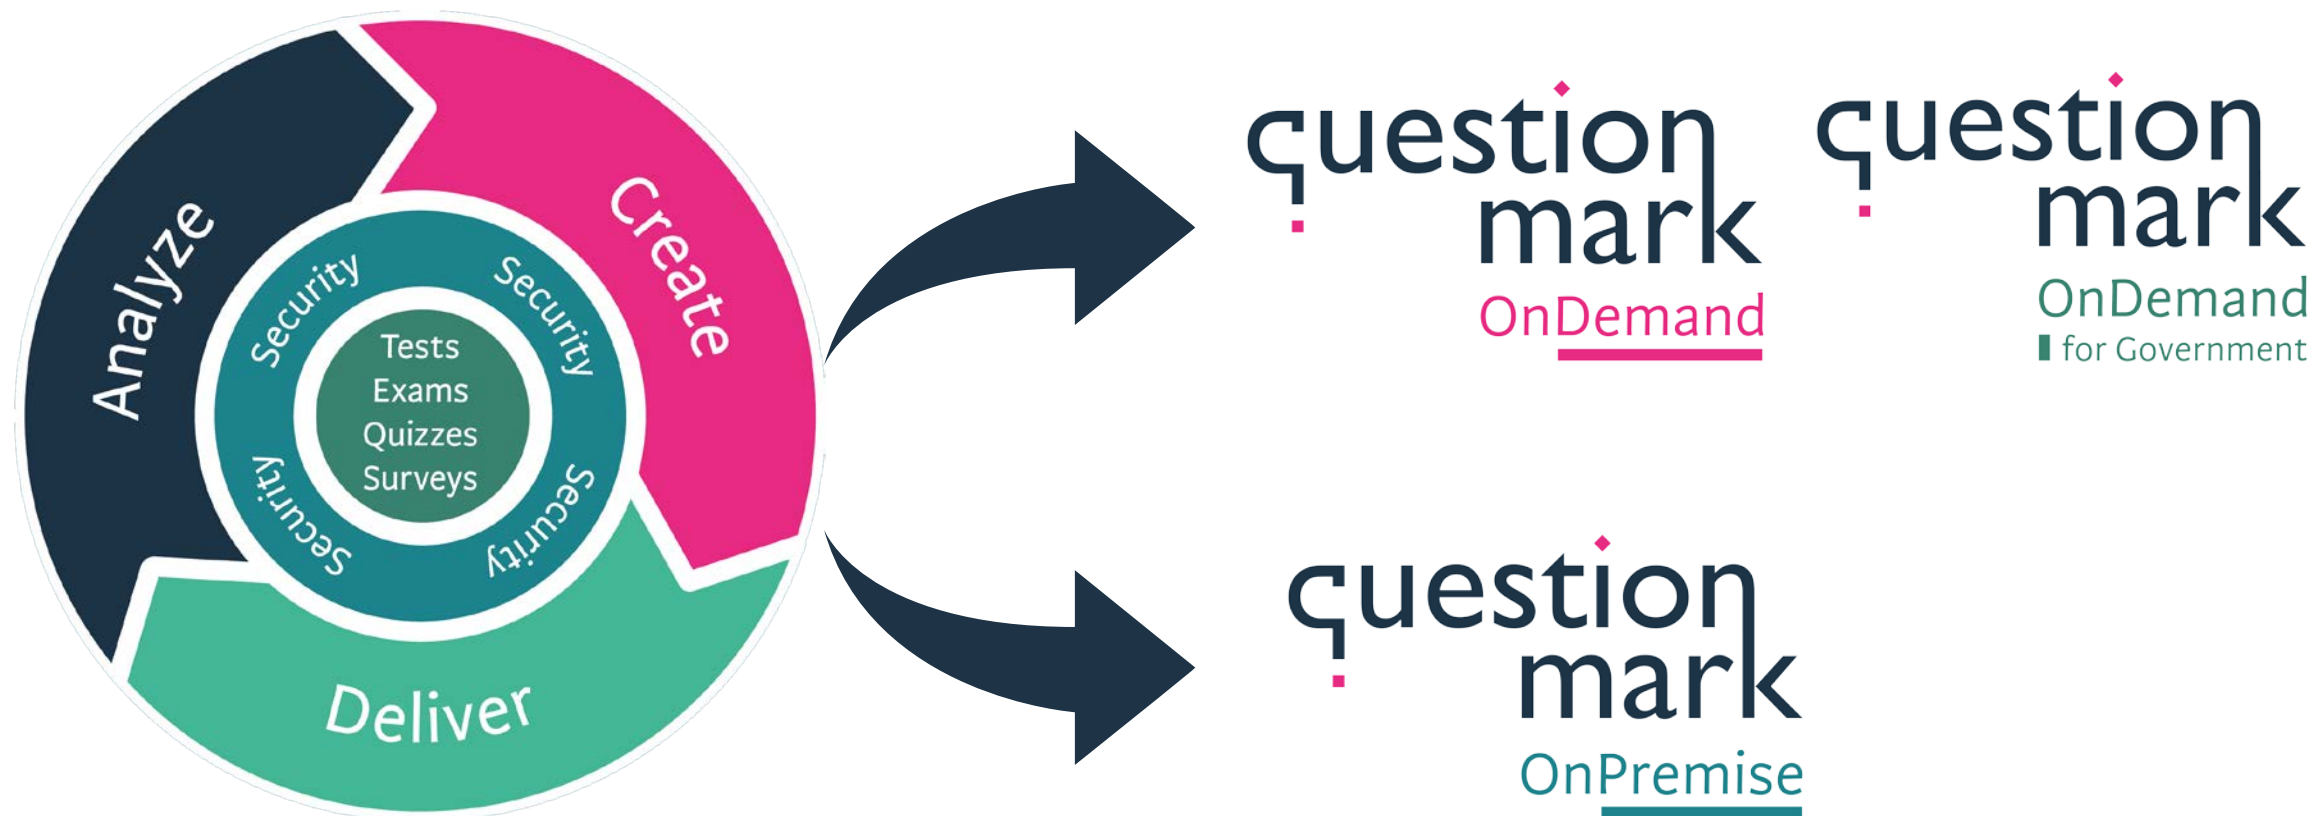 Analyze
Create
Deliver
Security
Security
Security
Security
Tests
Exams
Quizzes
Surveys
question
mark
OnDemand
question
mark
OnDemand
for Government
question
mark
OnPremise